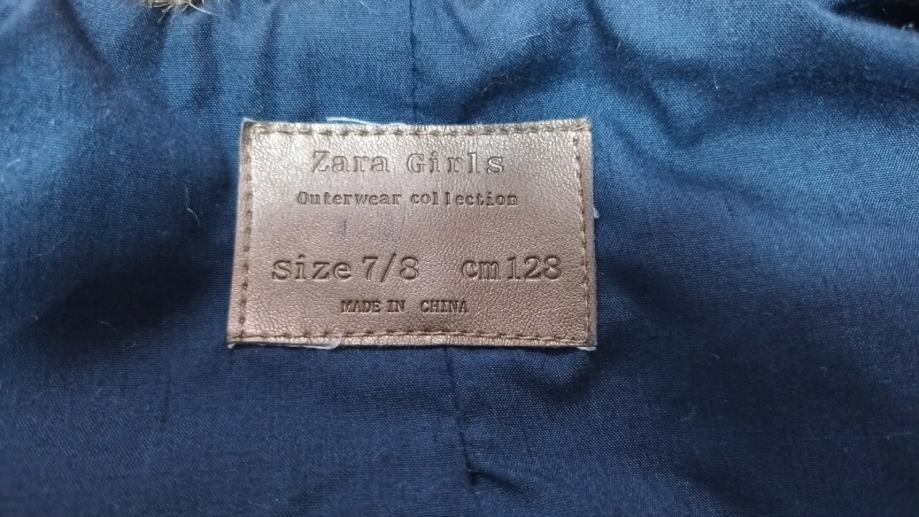 Zara Girls
Outerwear collection
size 7/8 cm 128
MADE IN CHINA